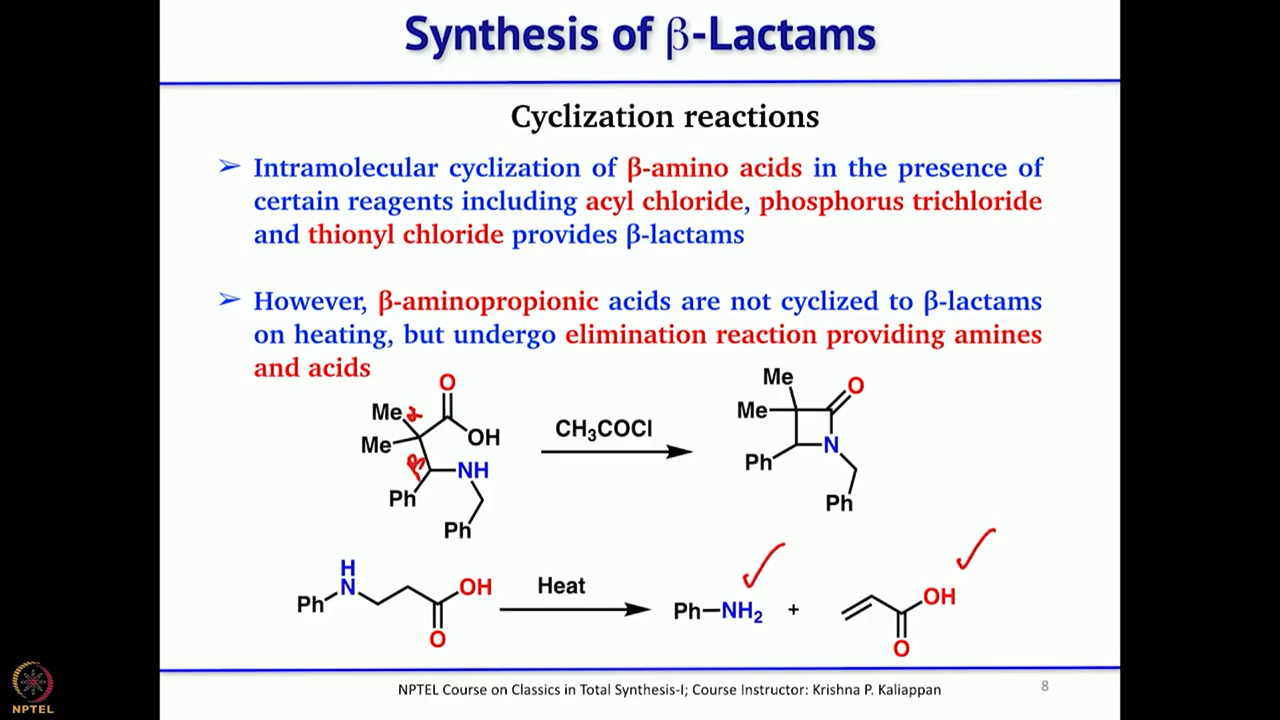 Synthesis of β-Lactams
Cyclization reactions
➢ Intramolecular cyclization of β-amino acids in the presence of
certain reagents including acyl chloride, phosphorus trichloride
and thionyl chloride provides β-lactams
➢ However, β-aminopropionic acids are not cyclized to β-lactams
on heating, but undergo elimination reaction providing amines
and acids
O
Me α
Me
OH
β
NH
Ph
Ph
CH₃COCl
Me
O
Me
N
Ph
Ph
H
N
Ph
OH
O
Heat
Ph–NH₂
+
OH
O
NPTEL Course on Classics in Total Synthesis-I; Course Instructor: Krishna P. Kaliappan
8
NPTEL